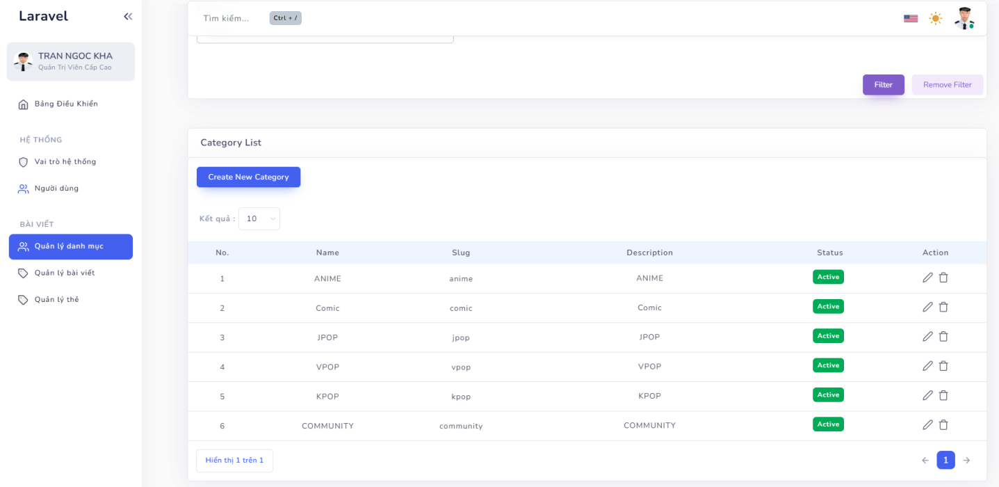 Laravel
TRAN NGOC KHA
Quản Trị Viên Cấp Cao
Bảng Điều Khiển
HỆ THỐNG
Vai trò hệ thống
Người dùng
BÀI VIẾT
Quản lý danh mục
Quản lý bài viết
Quản lý thẻ
Tìm kiếm... Ctrl + /
Filter Remove Filter
Category List
Create New Category
Kết quả : 10
No. Name Slug Description Status Action
1 ANIME anime ANIME Active
2 Comic comic Comic Active
3 JPOP jpop JPOP Active
4 VPOP vpop VPOP Active
5 KPOP kpop KPOP Active
6 COMMUNITY community COMMUNITY Active
Hiển thị 1 trên 1 1